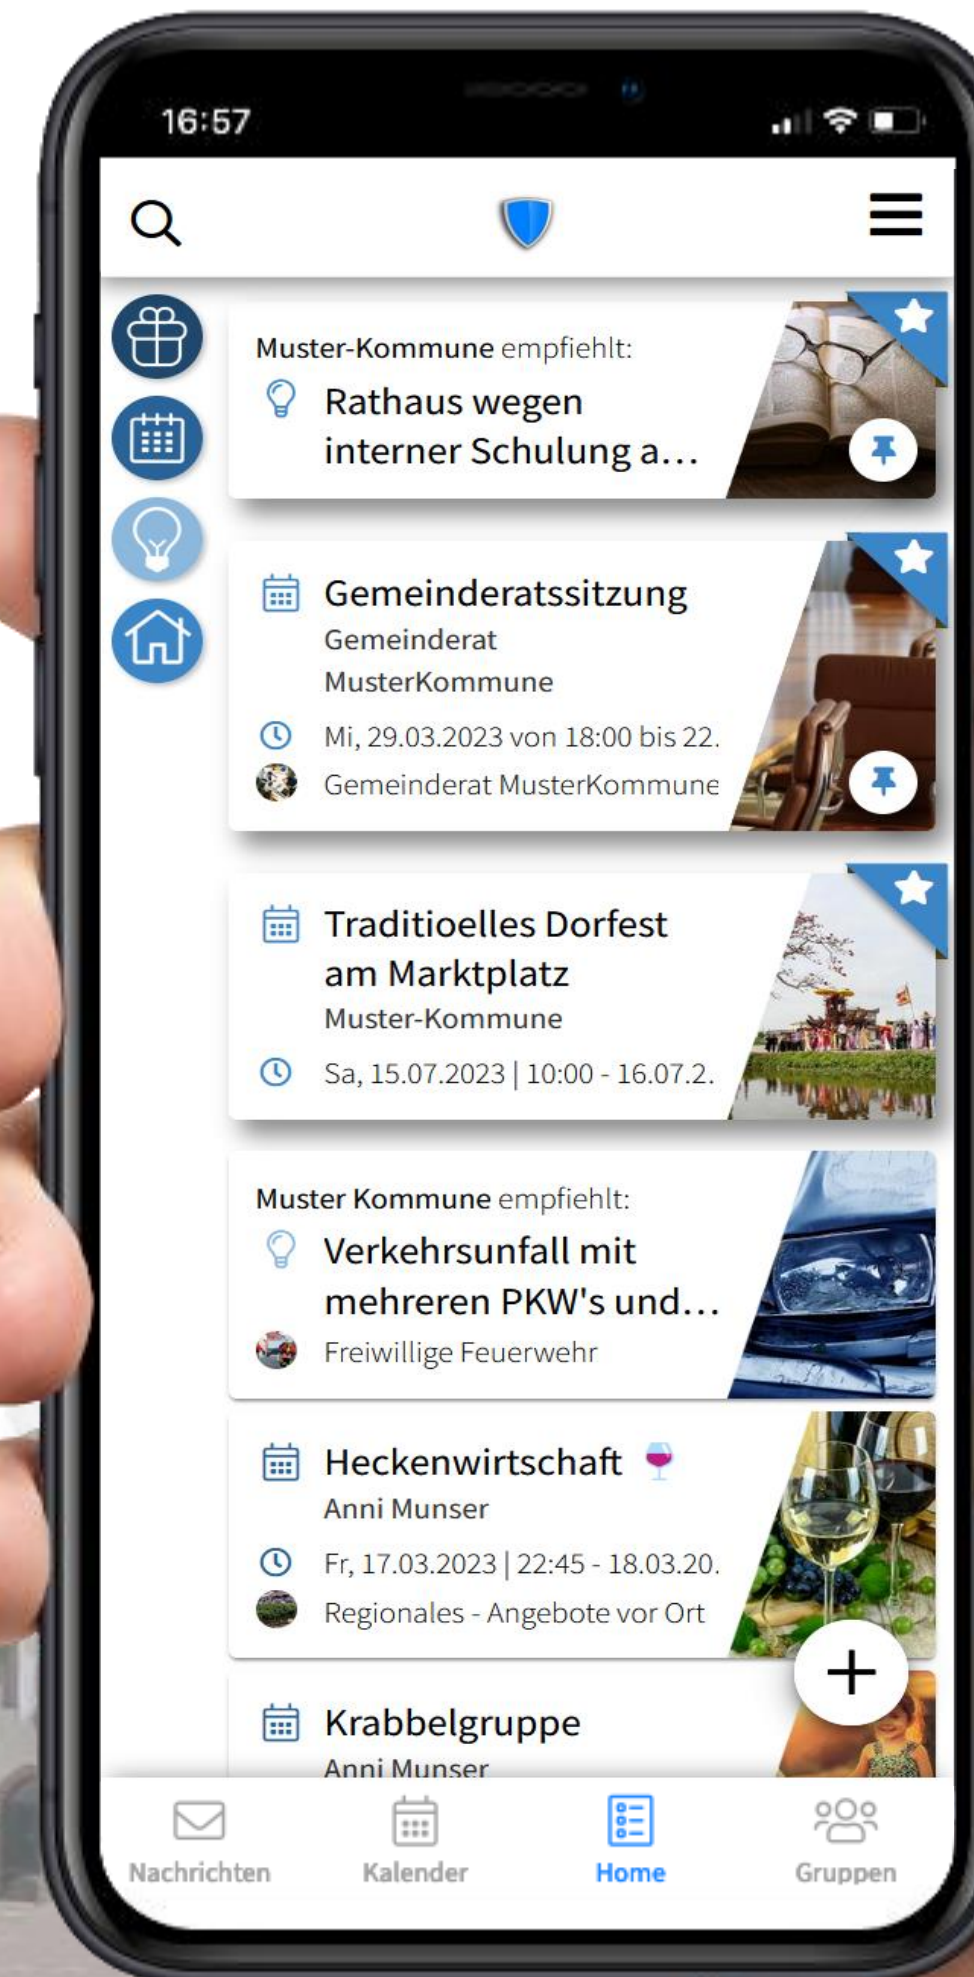 16:57
Muster-Kommune empfiehlt:
Rathaus wegen
interner Schulung a...
Gemeinderatssitzung
Gemeinderat
MusterKommune
Mi, 29.03.2023 von 18:00 bis 22.
Gemeinderat MusterKommune
Traditioelles Dorfest
am Marktplatz
Muster-Kommune
Sa, 15.07.2023 | 10:00 - 16.07.2.
Muster Kommune empfiehlt:
Verkehrsunfall mit
mehreren PKW's und...
Freiwillige Feuerwehr
Heckenwirtschaft 🍷
Anni Munser
Fr, 17.03.2023 | 22:45 - 18.03.20.
Regionales - Angebote vor Ort
Krabbelgruppe
Anni Munser
Nachrichten Kalender Home Gruppen